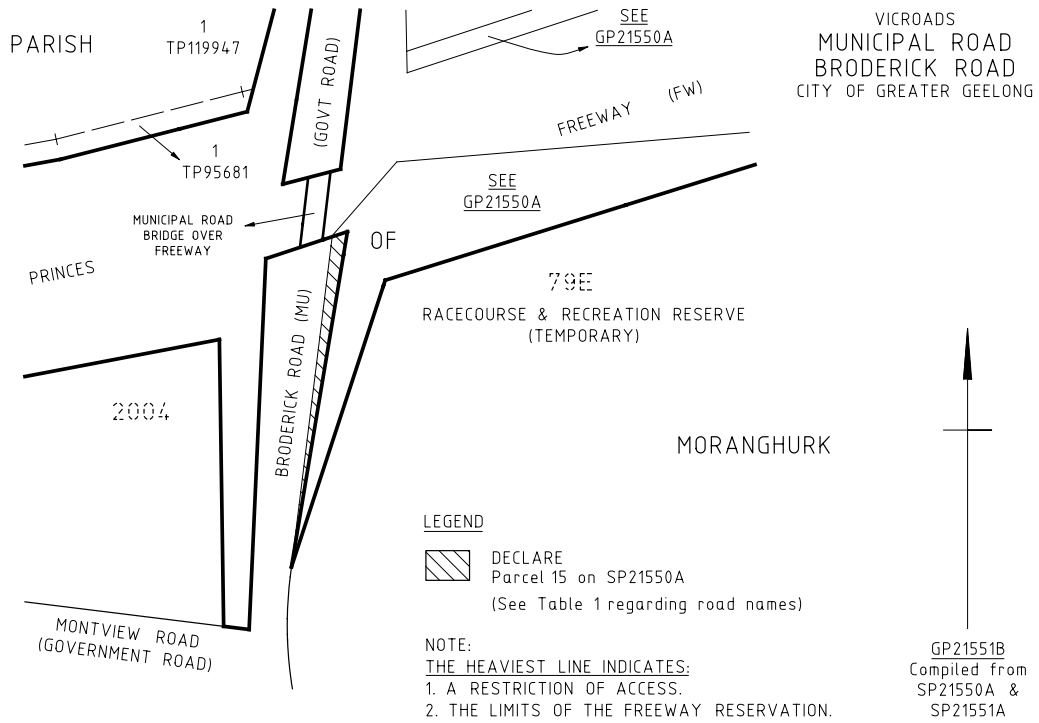 PARISH
1
TP119947
(GOVT ROAD)
SEE
GP21550A
VICROADS
MUNICIPAL ROAD
BRODERICK ROAD
CITY OF GREATER GEELONG
FREEWAY (FW)
1
TP95681
SEE
GP21550A
MUNICIPAL ROAD
BRIDGE OVER
FREEWAY
OF
PRINCES
79E
RACECOURSE & RECREATION RESERVE
(TEMPORARY)
BRODERICK ROAD (MU)
2004
MORANGHURK
LEGEND
DECLARE
Parcel 15 on SP21550A
(See Table 1 regarding road names)
MONTVIEW ROAD
(GOVERNMENT ROAD)
NOTE:
THE HEAVIEST LINE INDICATES:
1. A RESTRICTION OF ACCESS.
2. THE LIMITS OF THE FREEWAY RESERVATION.
GP21551B
Compiled from
SP21550A &
SP21551A